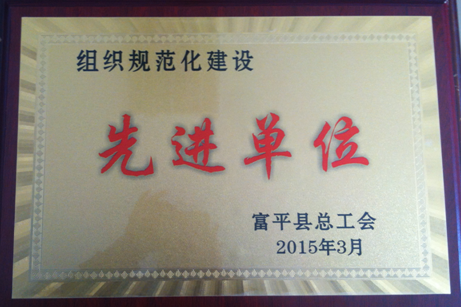 组织规范化建设
先进单位
富平县总工会
2015年3月